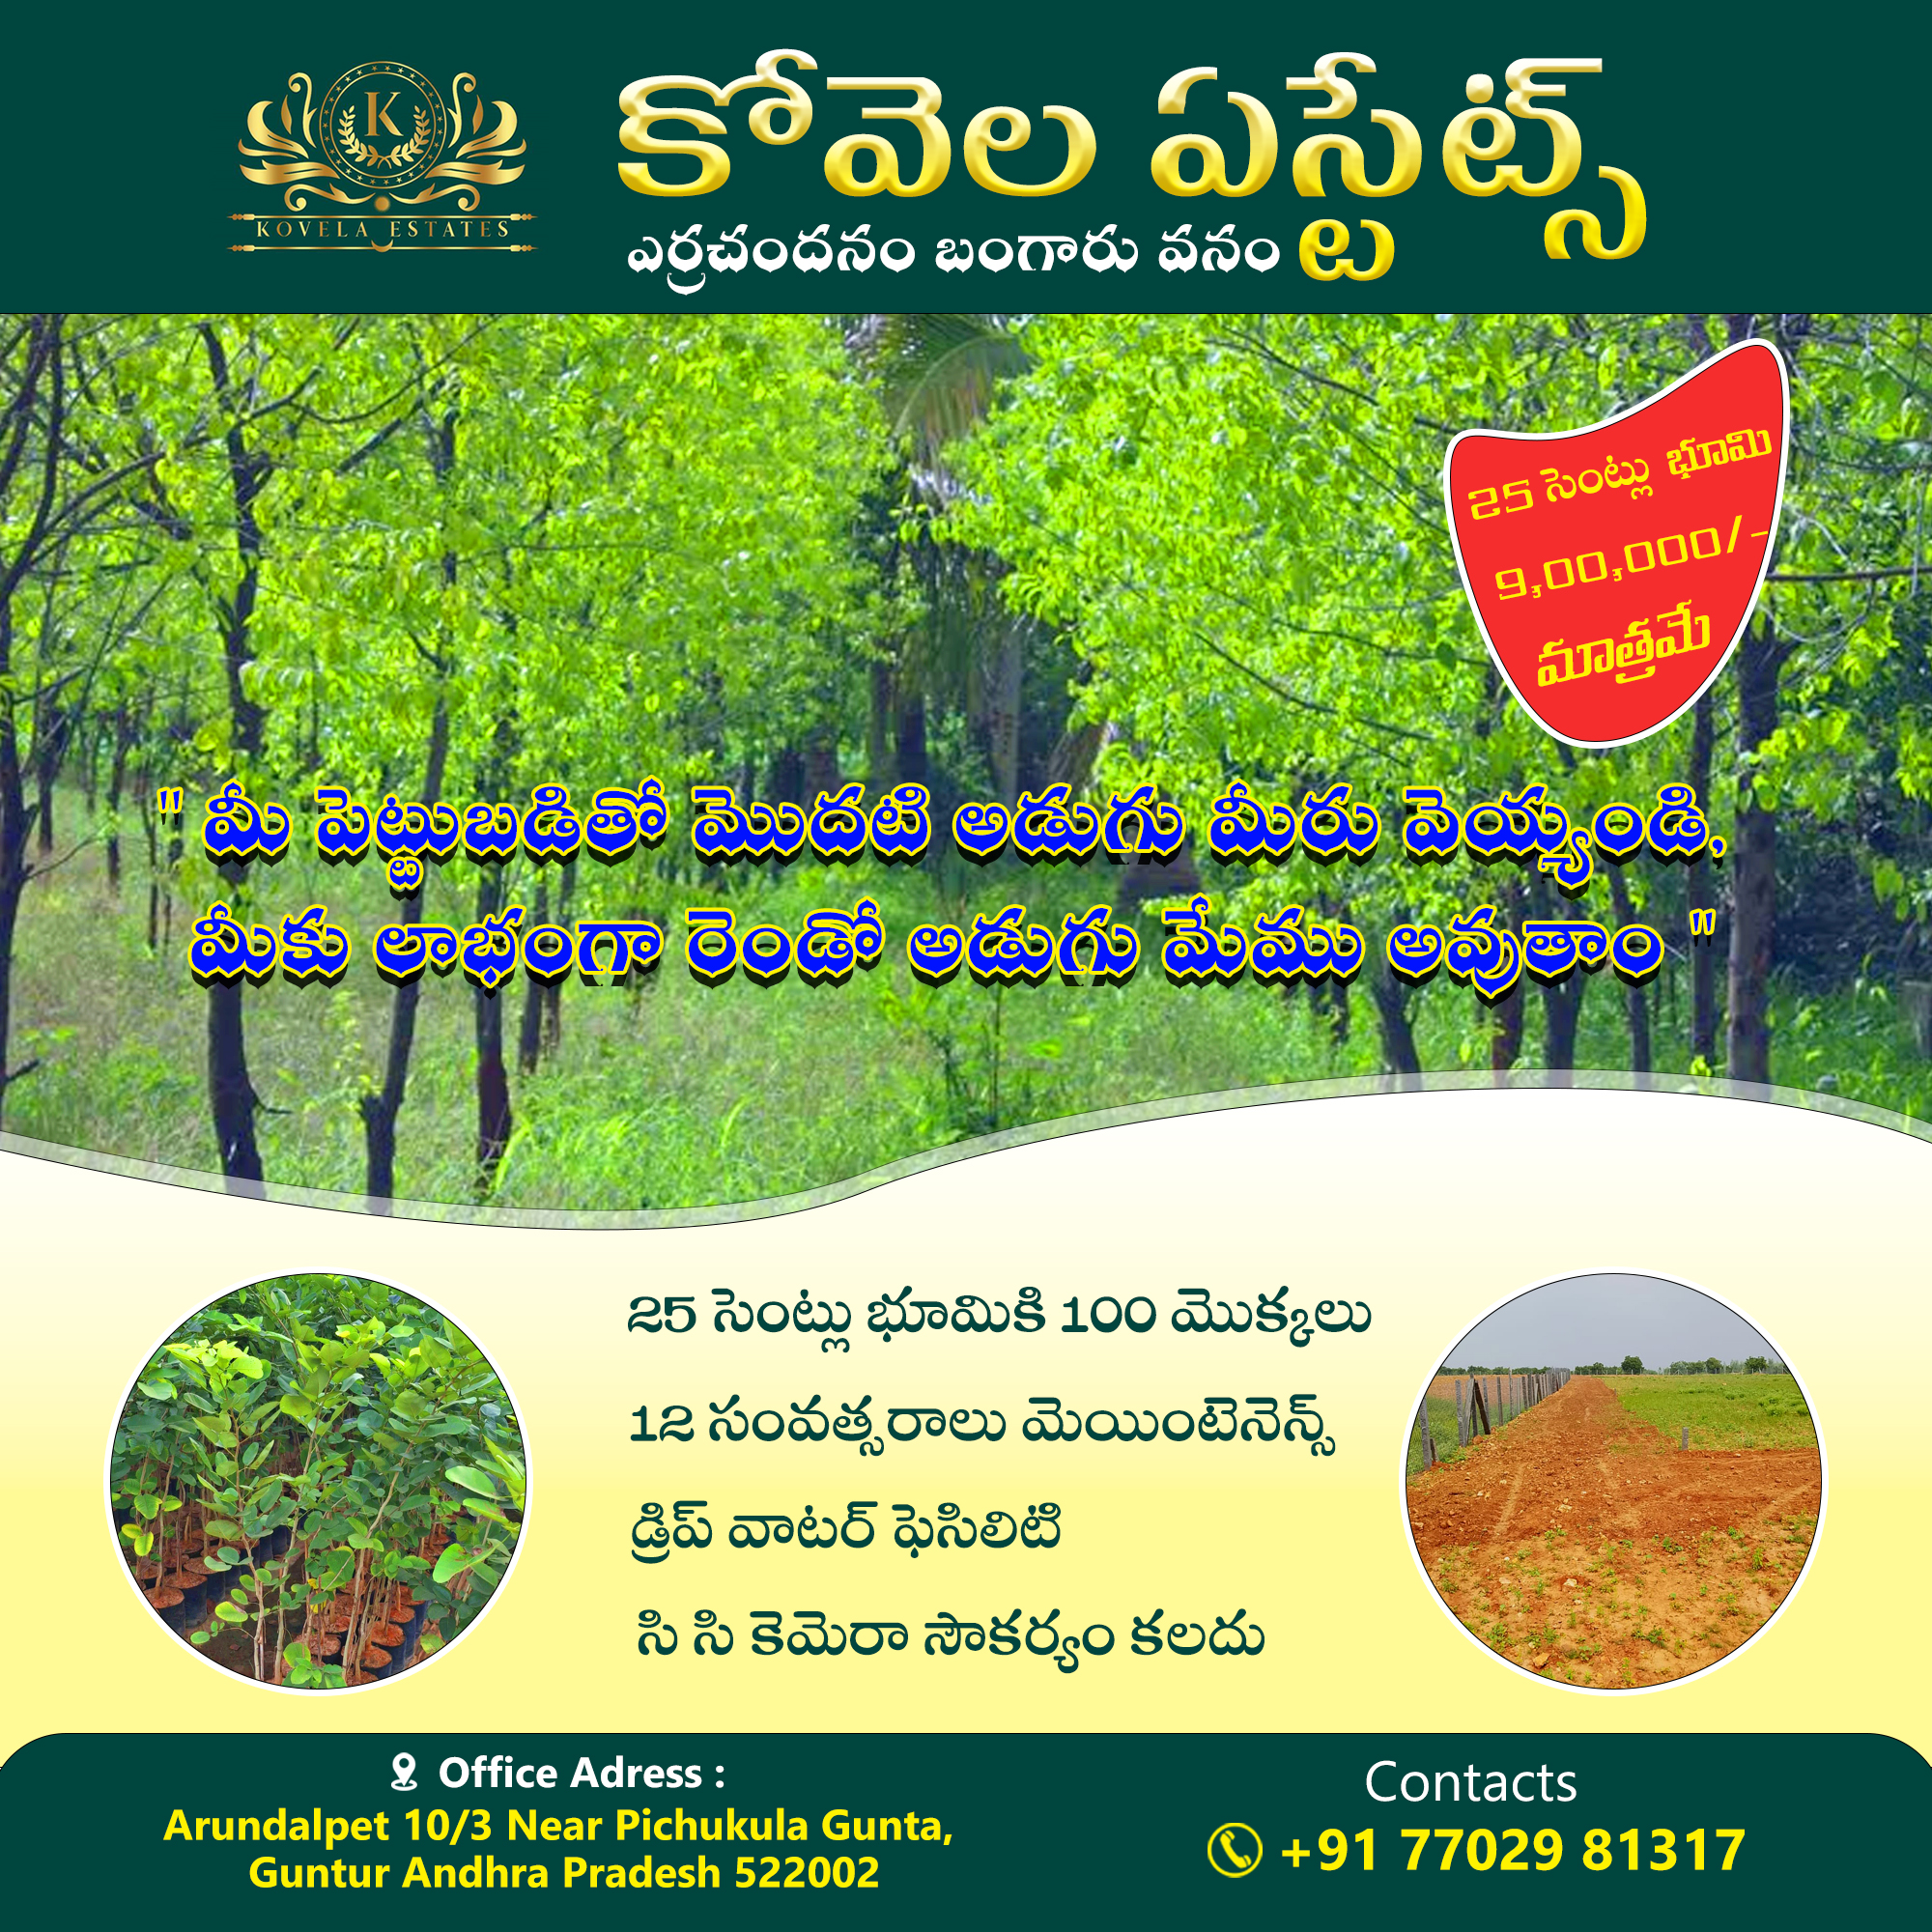 K
KOVELA ESTATES
కోవెల ఏస్టేట్స్
ఎర్రచందనం బంగారు వనం
25 సెంట్లు భూమి
9,00,000/-
మాత్రమే
" మీ పెట్టుబడితో మొదటి అడుగు మీరు వెయ్యండి,
మీకు లాభంగా రెండో అడుగు మేము అవుతాం "
25 సెంట్లు భూమికి 100 మొక్కలు
12 సంవత్సరాలు మెయింటెనెన్స్
డ్రిప్ వాటర్ ఫెసిలిటి
సి సి కెమెరా సౌకర్యం కలదు
Office Adress :
Arundalpet 10/3 Near Pichukula Gunta,
Guntur Andhra Pradesh 522002
Contacts
+91 77029 81317